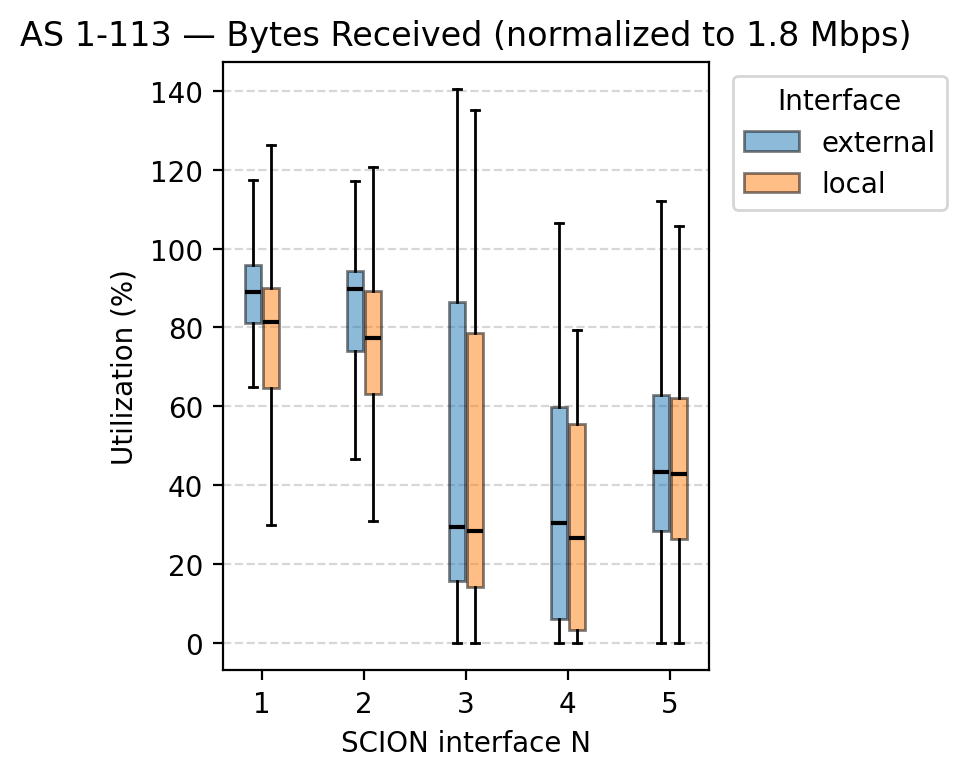 AS 1-113 — Bytes Received (normalized to 1.8 Mbps)
Interface
external
local
Utilization (%)
140
120
100
80
60
40
20
0
1 2 3 4 5
SCION interface N